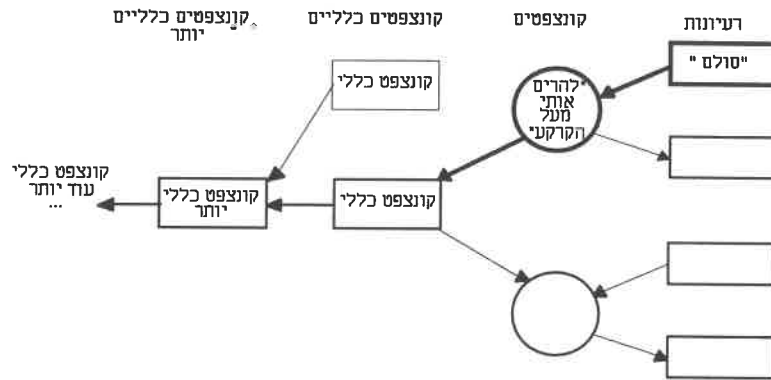 רעיונות
קונצפטים
קונצפטים כלליים
קונצפטים כלליים
יותר
"סולם"
"להרים
אותי
מעל
הקרקע"
קונצפט כללי
קונצפט כללי
קונצפט כללי
יותר
קונצפט כללי
עוד יותר
...